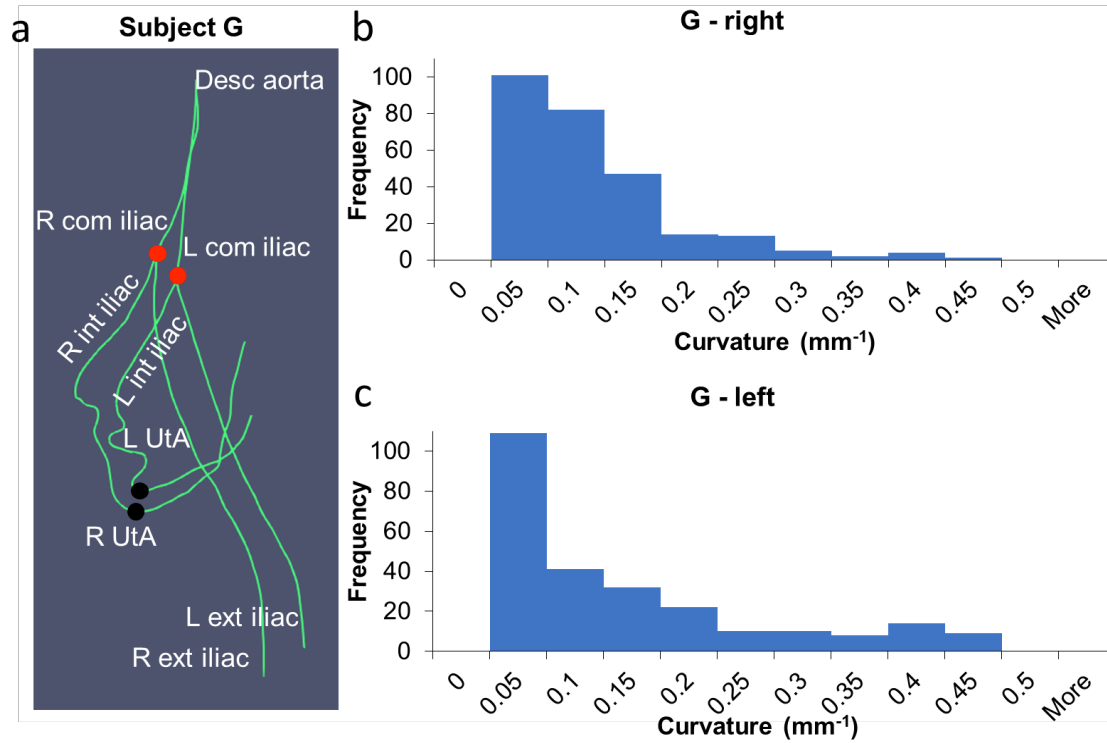 a
Subject G
Desc aorta
R com iliac
L com iliac
R int iliac
L int iliac
L UtA
R UtA
L ext iliac
R ext iliac
b
G - right
Frequency
100
80
60
40
20
0
0 0.05 0.1 0.15 0.2 0.25 0.3 0.35 0.4 0.45 0.5 More
Curvature (mm⁻¹)
c
G - left
Frequency
100
80
60
40
20
0
0 0.05 0.1 0.15 0.2 0.25 0.3 0.35 0.4 0.45 0.5 More
Curvature (mm⁻¹)